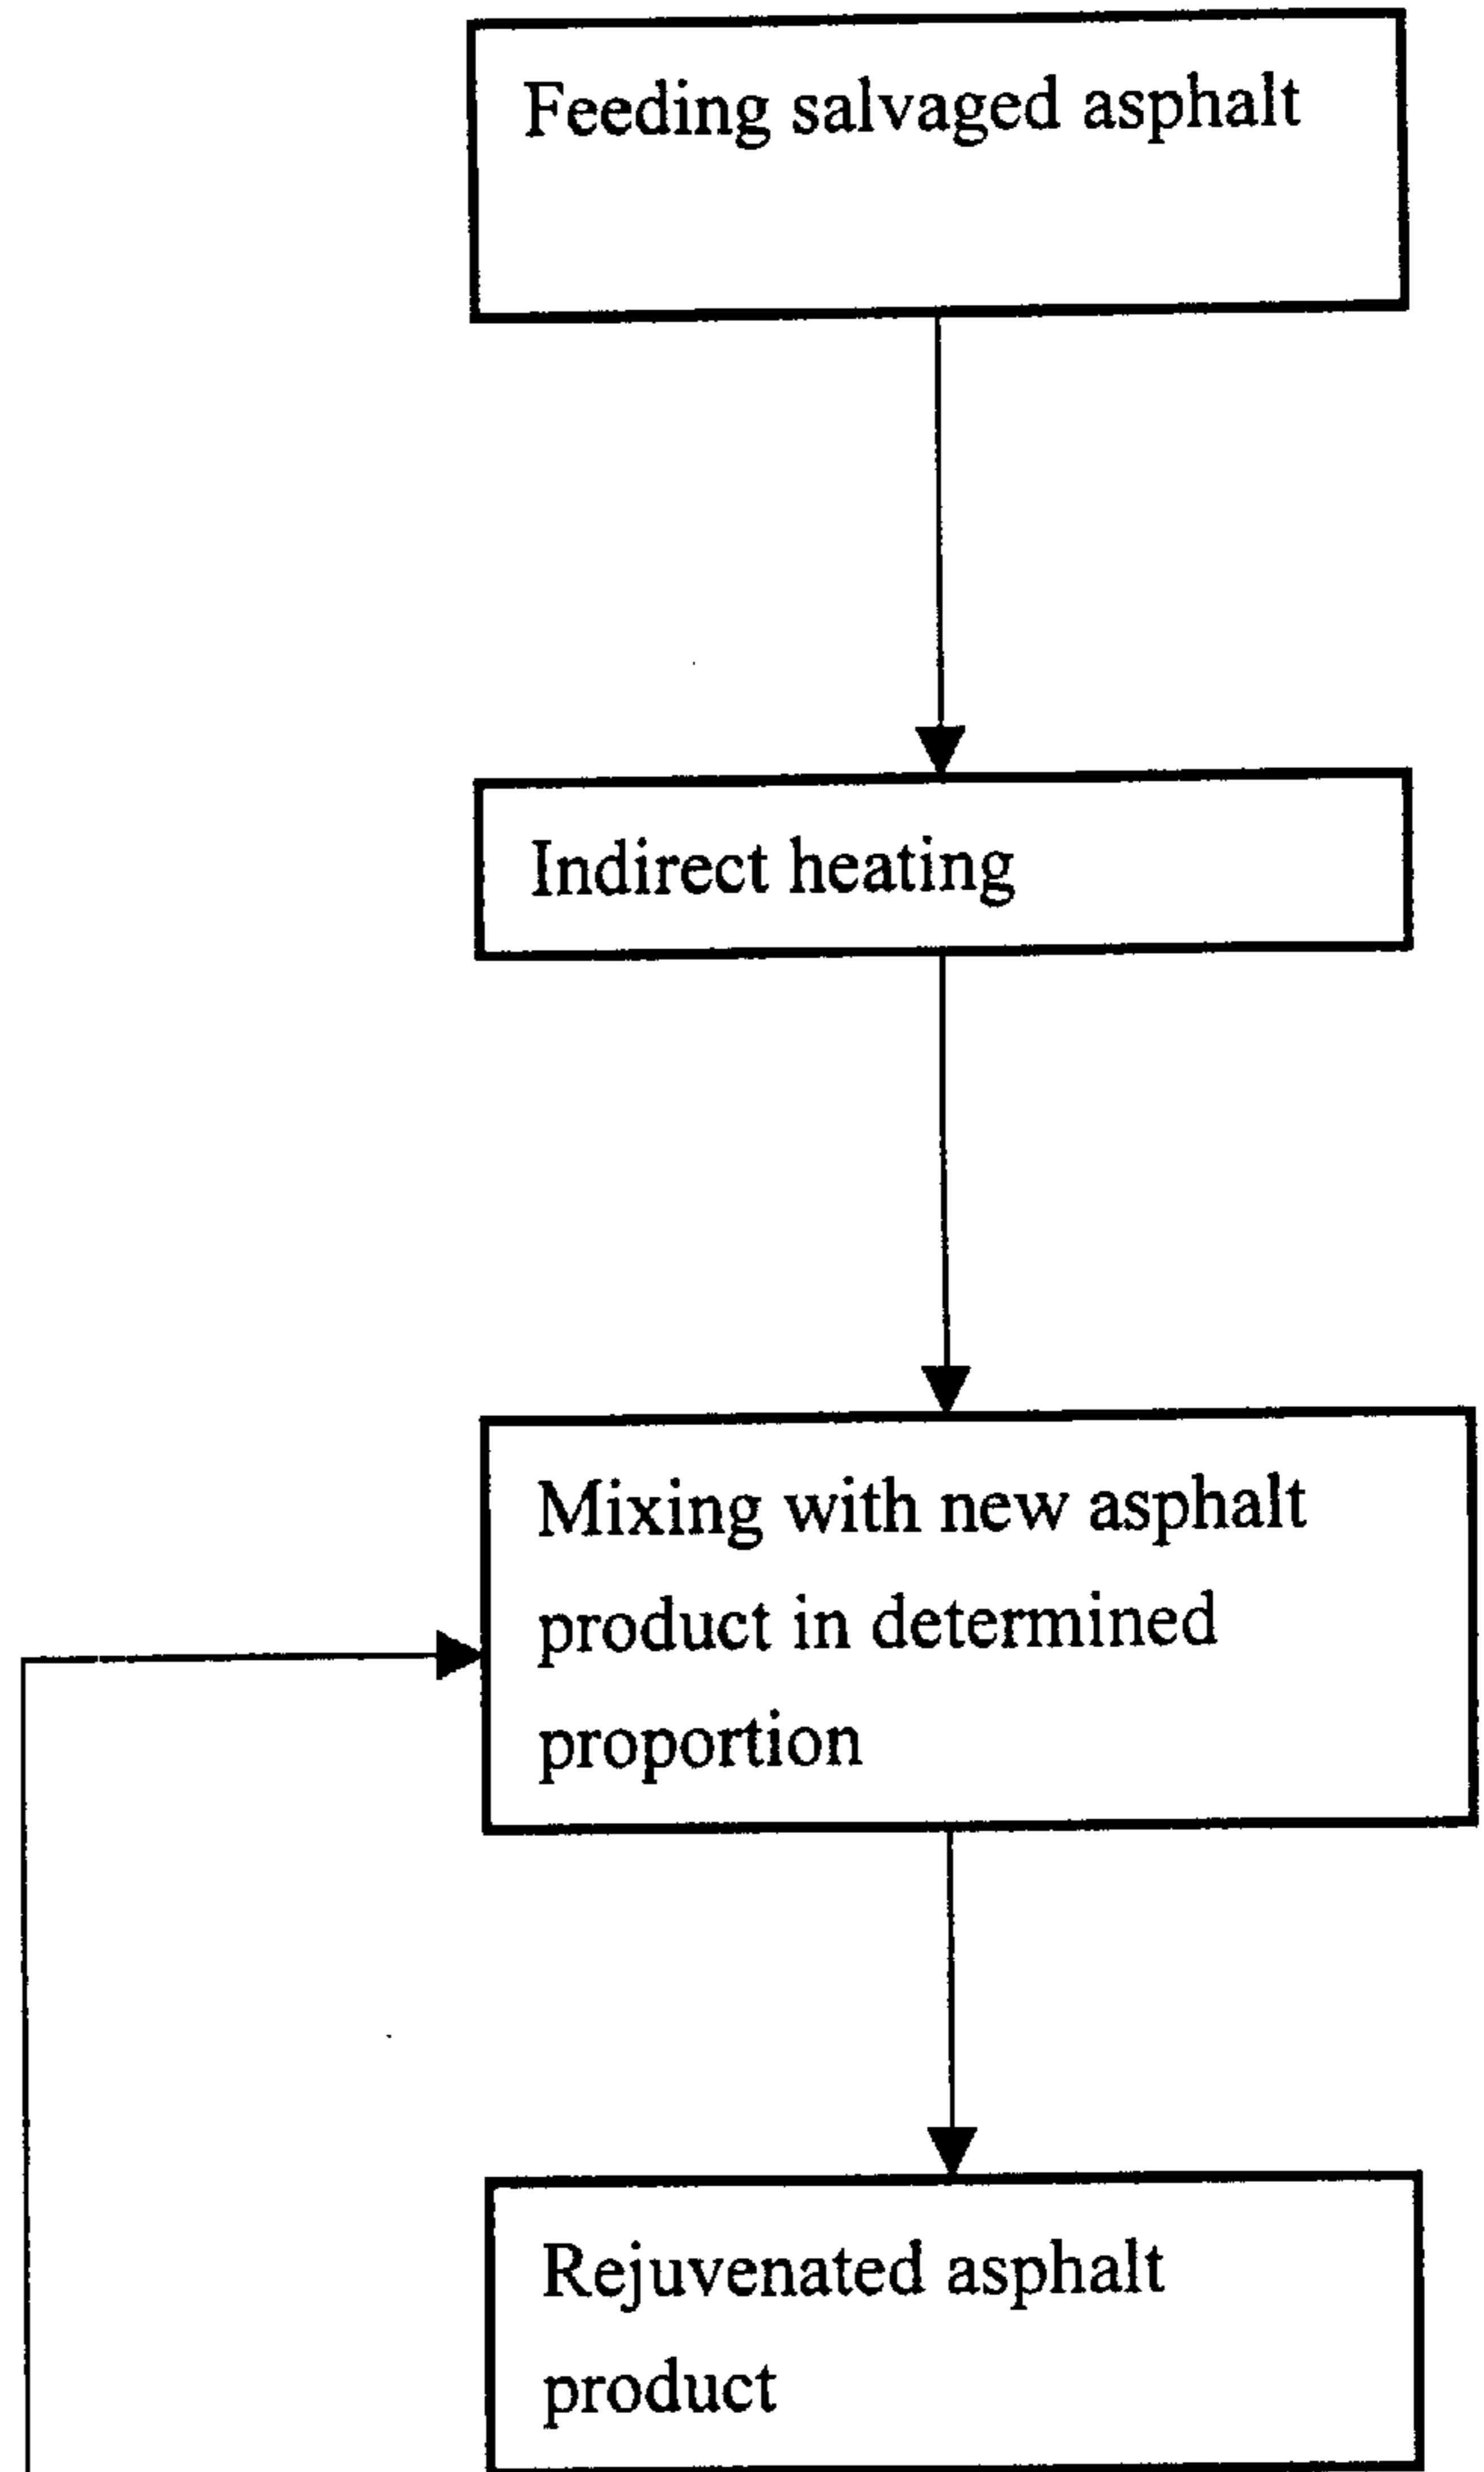 Feeding salvaged asphalt
Indirect heating
Mixing with new asphalt
product in determined
proportion
Rejuvenated asphalt
product